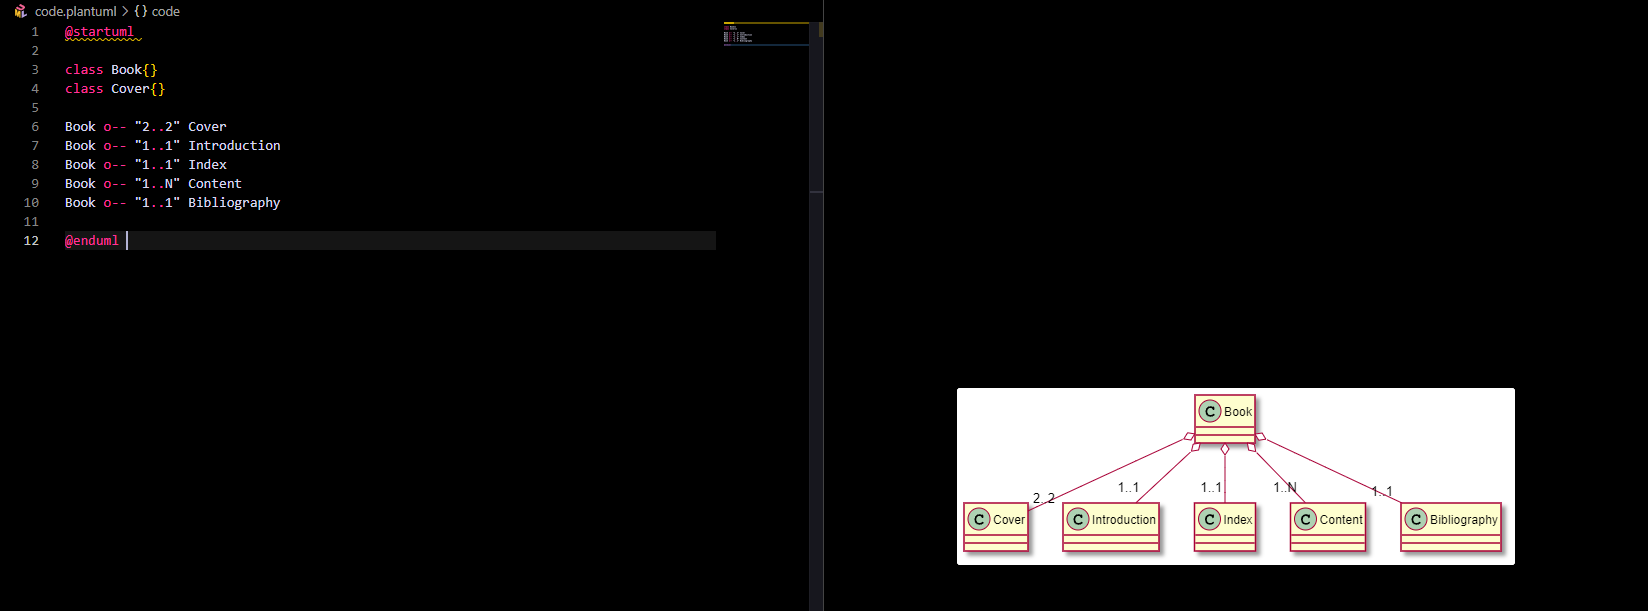 code.plantuml > {} code
1 @startuml
2
3 class Book{}
4 class Cover{}
5
6 Book o-- "2..2" Cover
7 Book o-- "1..1" Introduction
8 Book o-- "1..1" Index
9 Book o-- "1..N" Content
10 Book o-- "1..1" Bibliography
11
12 @enduml
C Book
2..2 1..1 1..1 1..N 1..1
C Cover C Introduction C Index C Content C Bibliography